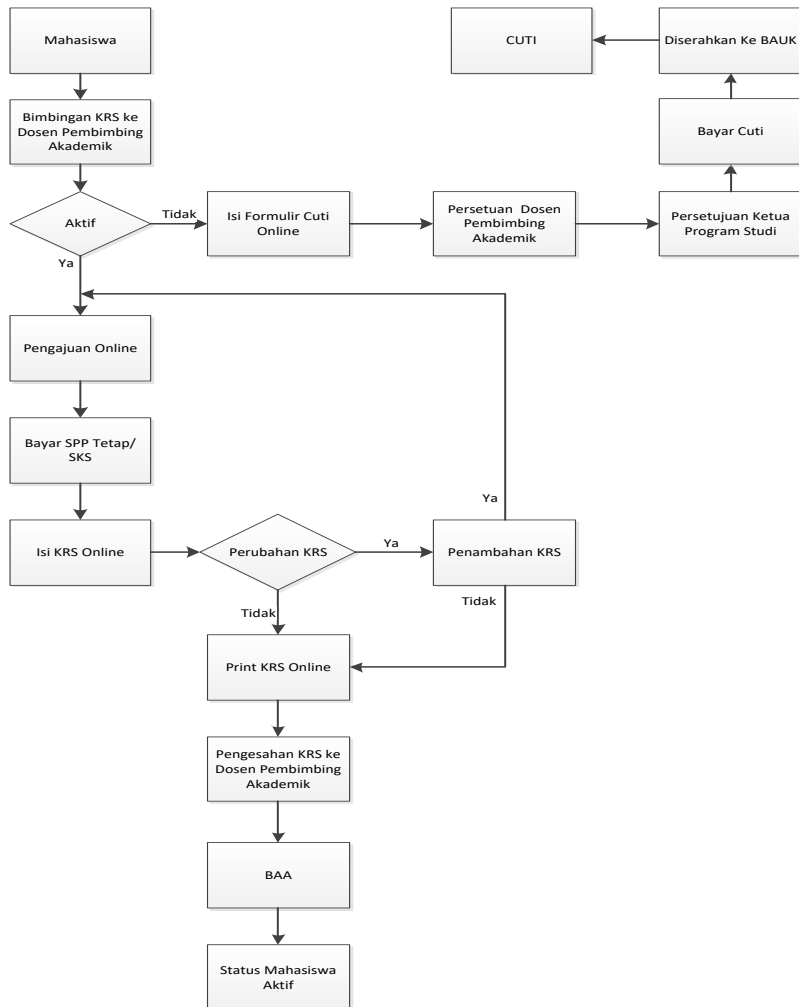 Mahasiswa
CUTI
Diserahkan Ke BAUK
Bimbingan KRS ke
Dosen Pembimbing
Akademik
Bayar Cuti
Aktif
Tidak
Isi Formulir Cuti
Online
Persetuan Dosen
Pembimbing
Akademik
Persetujuan Ketua
Program Studi
Ya
Pengajuan Online
Bayar SPP Tetap/
SKS
Ya
Isi KRS Online
Perubahan KRS
Ya
Penambahan KRS
Tidak
Tidak
Print KRS Online
Pengesahan KRS ke
Dosen Pembimbing
Akademik
BAA
Status Mahasiswa
Aktif